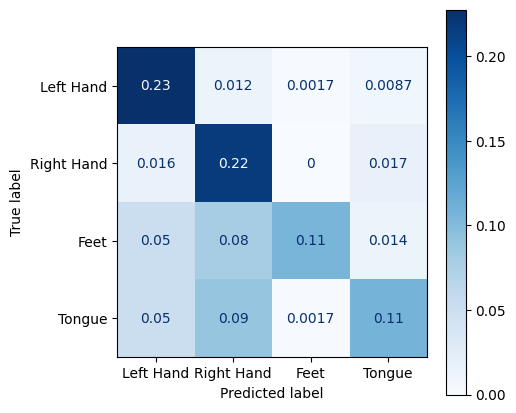 Left Hand 0.23 0.012 0.0017 0.0087
Right Hand 0.016 0.22 0 0.017
Feet 0.05 0.08 0.11 0.014
Tongue 0.05 0.09 0.0017 0.11
Left Hand Right Hand Feet Tongue
Predicted label
True label
0.20
0.15
0.10
0.05
0.00